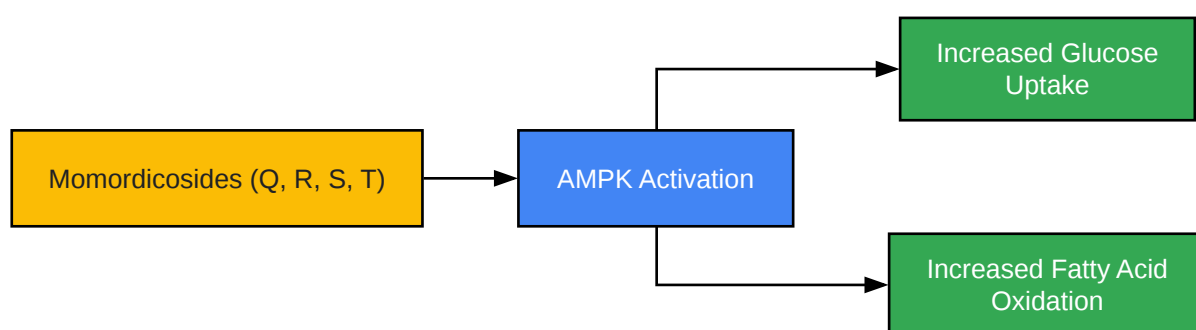 Increased Glucose
Uptake
Momordicosides (Q, R, S, T)
AMPK Activation
Increased Fatty Acid
Oxidation